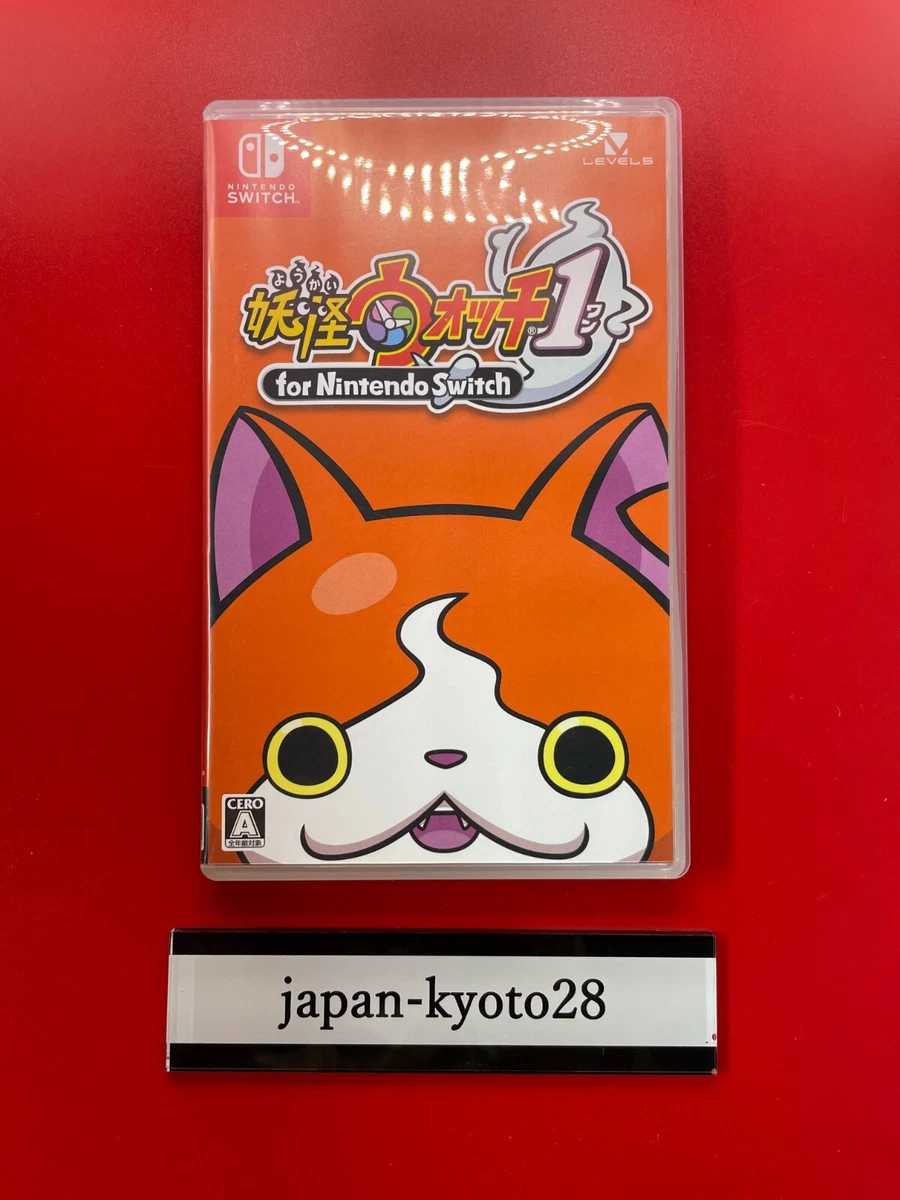 NINTENDO
SWITCH™
LEVEL5
ようかい
妖怪ウォッチ®1
ワン
for Nintendo Switch
CERO
A
全年齢対象
japan-kyoto28